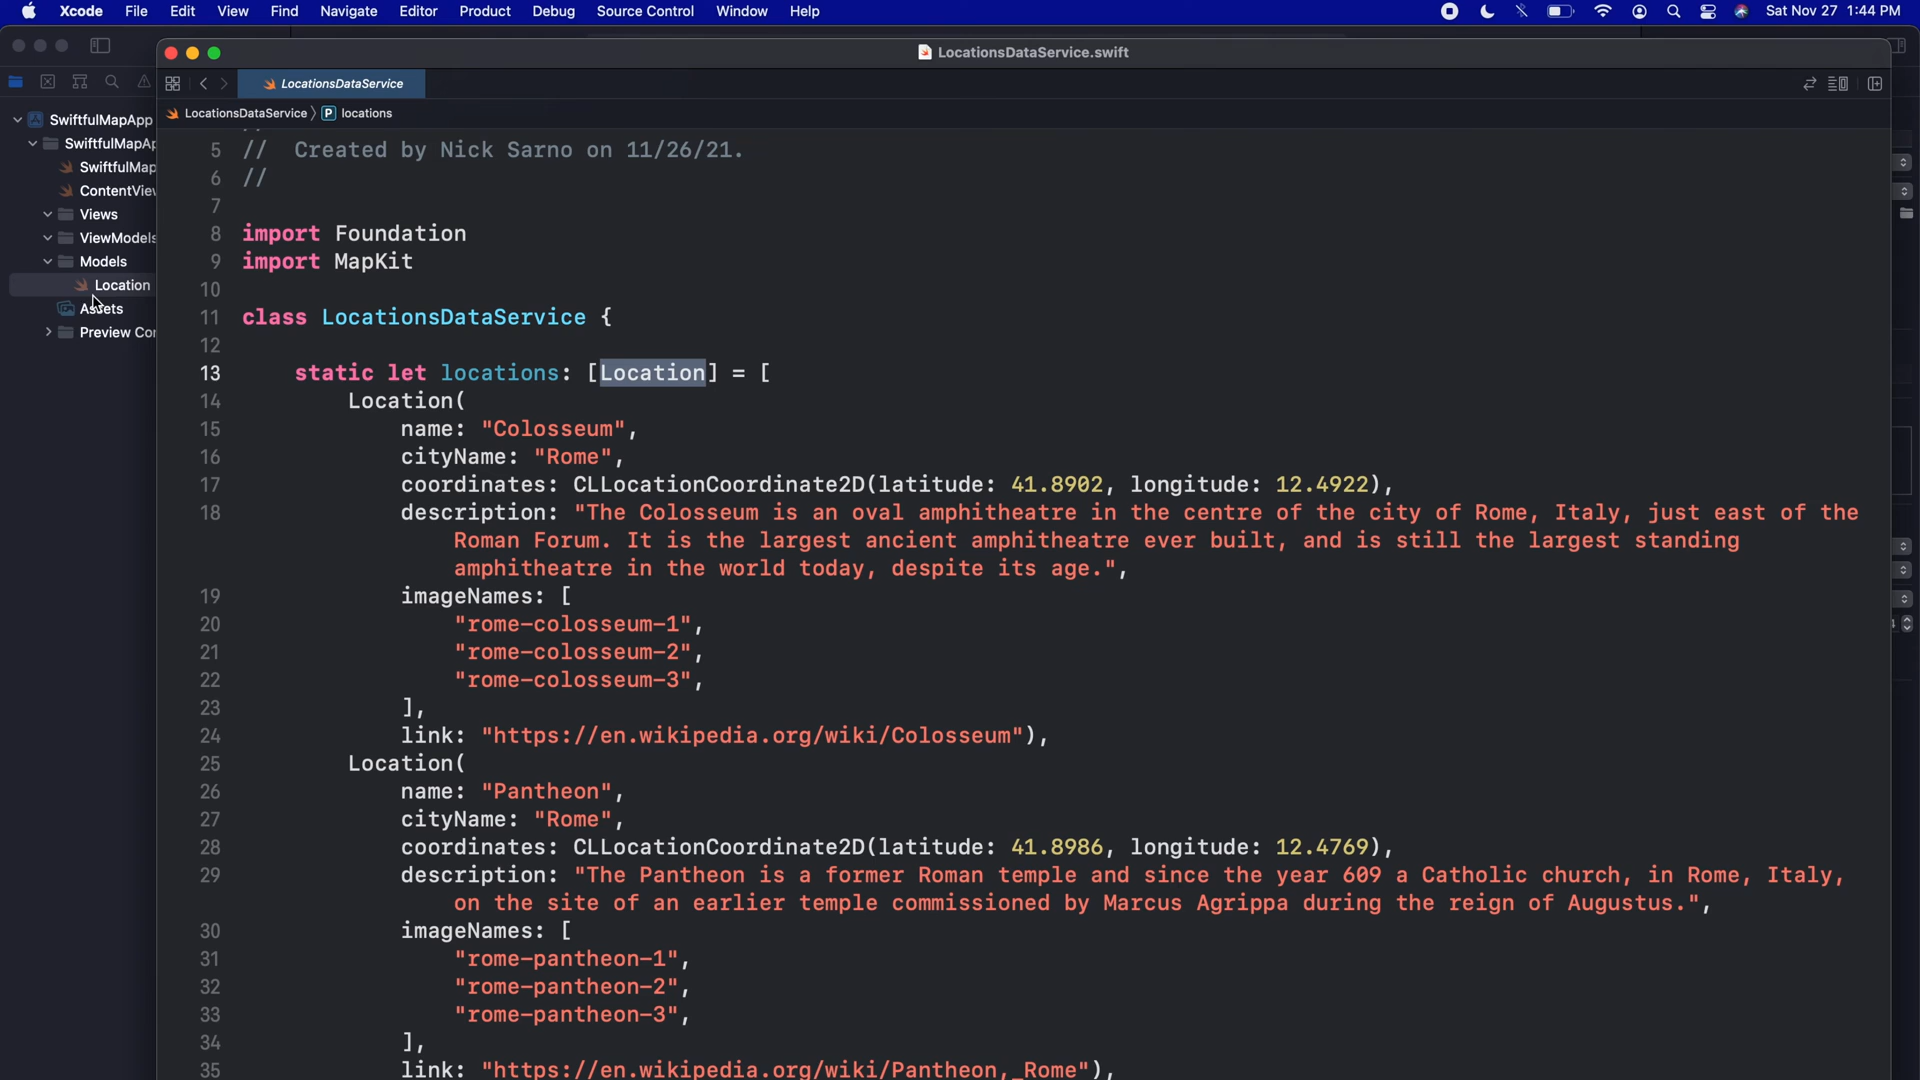 Xcode File Edit View Find Navigate Editor Product Debug Source Control Window Help Sat Nov 27 1:44 PM
LocationsDataService.swift
LocationsDataService
LocationsDataService P locations
SwiftfulMapApp
SwiftfulMapAp
SwiftfulMap
ContentView
Views
ViewModels
Models
Location
Assets
Preview Con
5 // Created by Nick Sarno on 11/26/21.
6 //
7
8 import Foundation
9 import MapKit
10
11 class LocationsDataService {
12
13 static let locations: [Location] = [
14 Location(
15 name: "Colosseum",
16 cityName: "Rome",
17 coordinates: CLLocationCoordinate2D(latitude: 41.8902, longitude: 12.4922),
18 description: "The Colosseum is an oval amphitheatre in the centre of the city of Rome, Italy, just east of the
Roman Forum. It is the largest ancient amphitheatre ever built, and is still the largest standing
amphitheatre in the world today, despite its age.",
19 imageNames: [
20 "rome-colosseum-1",
21 "rome-colosseum-2",
22 "rome-colosseum-3",
23 ],
24 link: "https://en.wikipedia.org/wiki/Colosseum"),
25 Location(
26 name: "Pantheon",
27 cityName: "Rome",
28 coordinates: CLLocationCoordinate2D(latitude: 41.8986, longitude: 12.4769),
29 description: "The Pantheon is a former Roman temple and since the year 609 a Catholic church, in Rome, Italy,
on the site of an earlier temple commissioned by Marcus Agrippa during the reign of Augustus.",
30 imageNames: [
31 "rome-pantheon-1",
32 "rome-pantheon-2",
33 "rome-pantheon-3",
34 ],
35 link: "https://en.wikipedia.org/wiki/Pantheon,_Rome"),